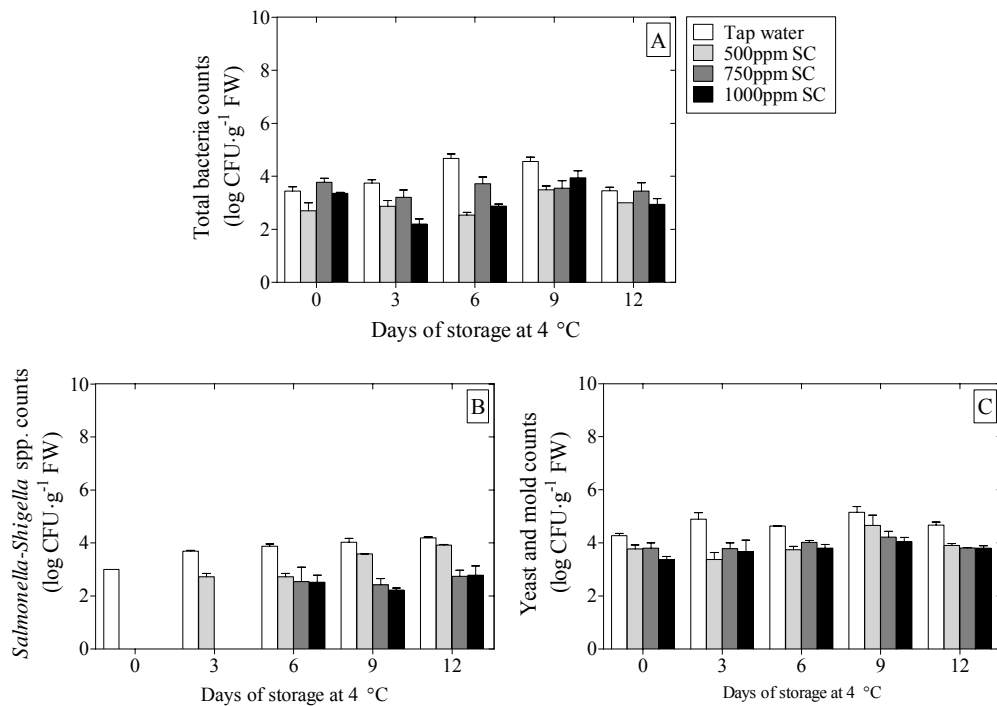 10
8
6
4
2
0
Total bacteria counts
(log CFU·g⁻¹ FW)
A
0 3 6 9 12
Days of storage at 4 °C
Tap water
500ppm SC
750ppm SC
1000ppm SC
10
8
6
4
2
0
Salmonella-Shigella spp. counts
(log CFU·g⁻¹ FW)
B
0 3 6 9 12
Days of storage at 4 °C
10
8
6
4
2
0
Yeast and mold counts
(log CFU·g⁻¹ FW)
C
0 3 6 9 12
Days of storage at 4 °C